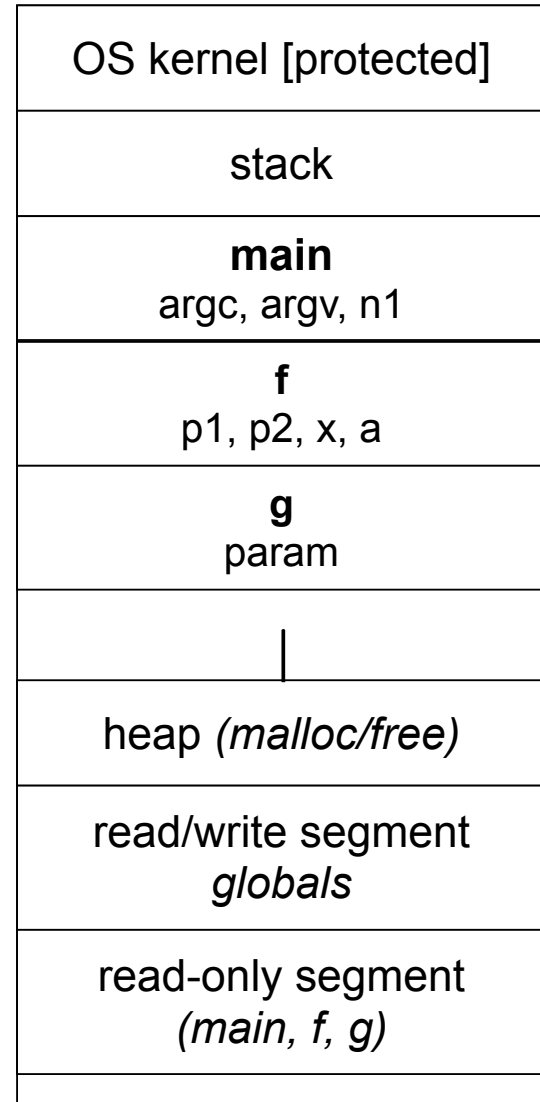 OS kernel [protected]
stack
main
argc, argv, n1
f
p1, p2, x, a
g
param
heap (malloc/free)
read/write segment
globals
read-only segment
(main, f, g)